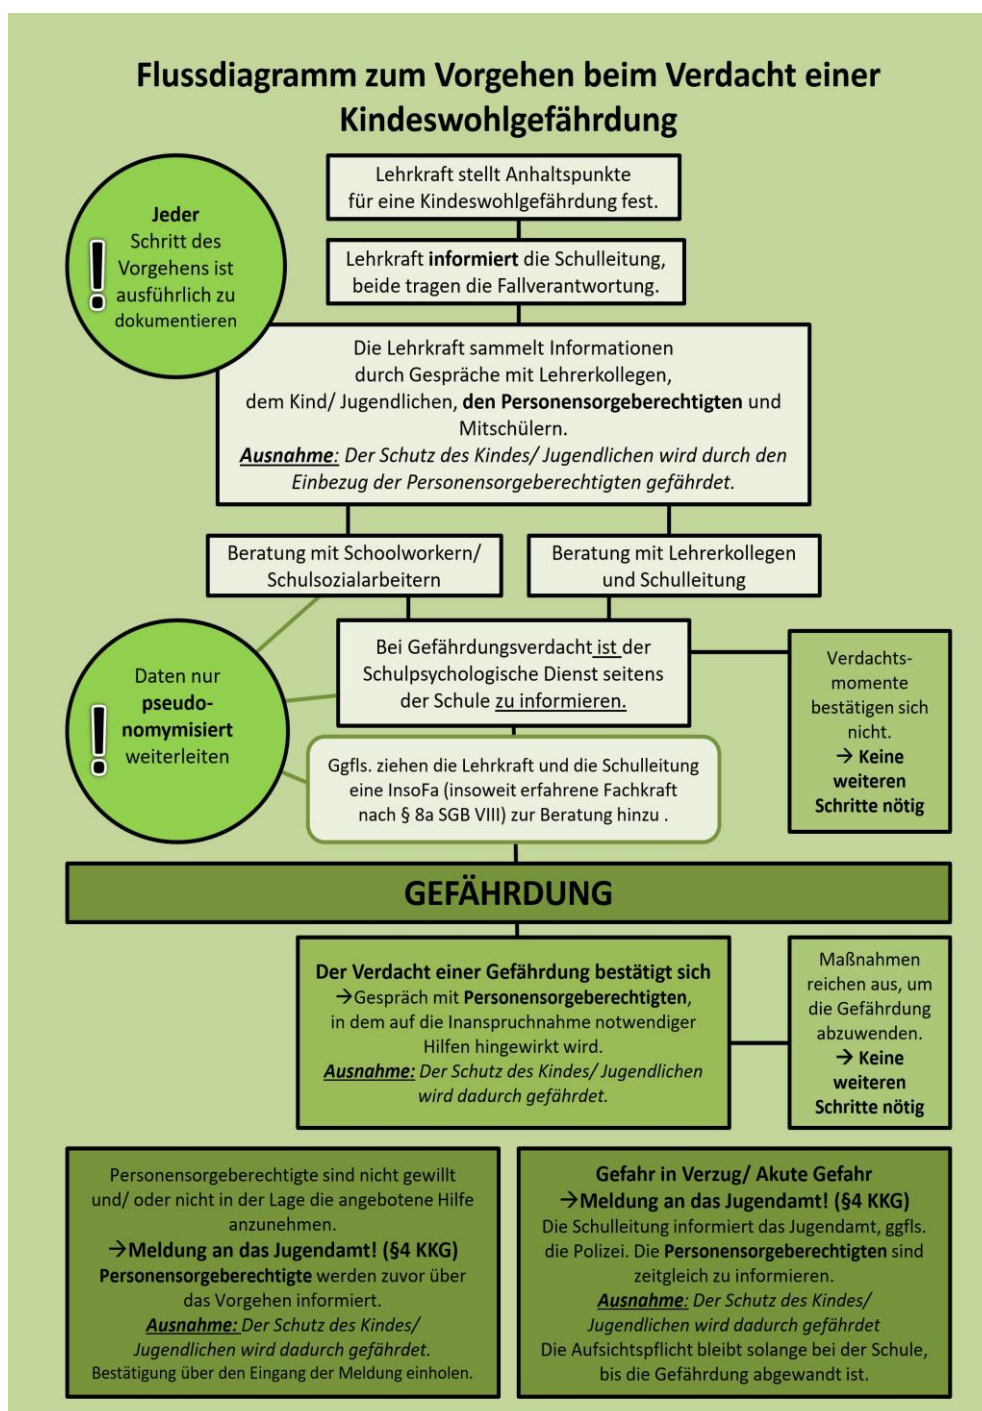 Flussdiagramm zum Vorgehen beim Verdacht einer
Kindeswohlgefährdung
Jeder
Schritt des
Vorgehens ist
ausführlich zu
dokumentieren
!
Lehrkraft stellt Anhaltspunkte
für eine Kindeswohlgefährdung fest.
Lehrkraft informiert die Schulleitung,
beide tragen die Fallverantwortung.
Die Lehrkraft sammelt Informationen
durch Gespräche mit Lehrerkollegen,
dem Kind/ Jugendlichen, den Personensorgeberechtigten und
Mitschülern.
Ausnahme: Der Schutz des Kindes/ Jugendlichen wird durch den
Einbezug der Personensorgeberechtigten gefährdet.
Beratung mit Schoolworkern/
Schulsozialarbeitern
Beratung mit Lehrerkollegen
und Schulleitung
Daten nur
pseudo-
nomymisiert
weiterleiten
!
Bei Gefährdungsverdacht ist der
Schulpsychologische Dienst seitens
der Schule zu informieren.
Verdachts-
momente
bestätigen sich
nicht.
→ Keine
weiteren
Schritte nötig
Ggfls. ziehen die Lehrkraft und die Schulleitung
eine InsoFa (insoweit erfahrene Fachkraft
nach § 8a SGB VIII) zur Beratung hinzu .
GEFÄHRDUNG
Der Verdacht einer Gefährdung bestätigt sich
→Gespräch mit Personensorgeberechtigten,
in dem auf die Inanspruchnahme notwendiger
Hilfen hingewirkt wird.
Ausnahme: Der Schutz des Kindes/ Jugendlichen
wird dadurch gefährdet.
Maßnahmen
reichen aus, um
die Gefährdung
abzuwenden.
→ Keine
weiteren
Schritte nötig
Personensorgeberechtigte sind nicht gewillt
und/ oder nicht in der Lage die angebotene Hilfe
anzunehmen.
→Meldung an das Jugendamt! (§4 KKG)
Personensorgeberechtigte werden zuvor über
das Vorgehen informiert.
Ausnahme: Der Schutz des Kindes/
Jugendlichen wird dadurch gefährdet.
Bestätigung über den Eingang der Meldung einholen.
Gefahr in Verzug/ Akute Gefahr
→Meldung an das Jugendamt! (§4 KKG)
Die Schulleitung informiert das Jugendamt, ggfls.
die Polizei. Die Personensorgeberechtigten sind
zeitgleich zu informieren.
Ausnahme: Der Schutz des Kindes/
Jugendlichen wird dadurch gefährdet
Die Aufsichtspflicht bleibt solange bei der Schule,
bis die Gefährdung abgewandt ist.